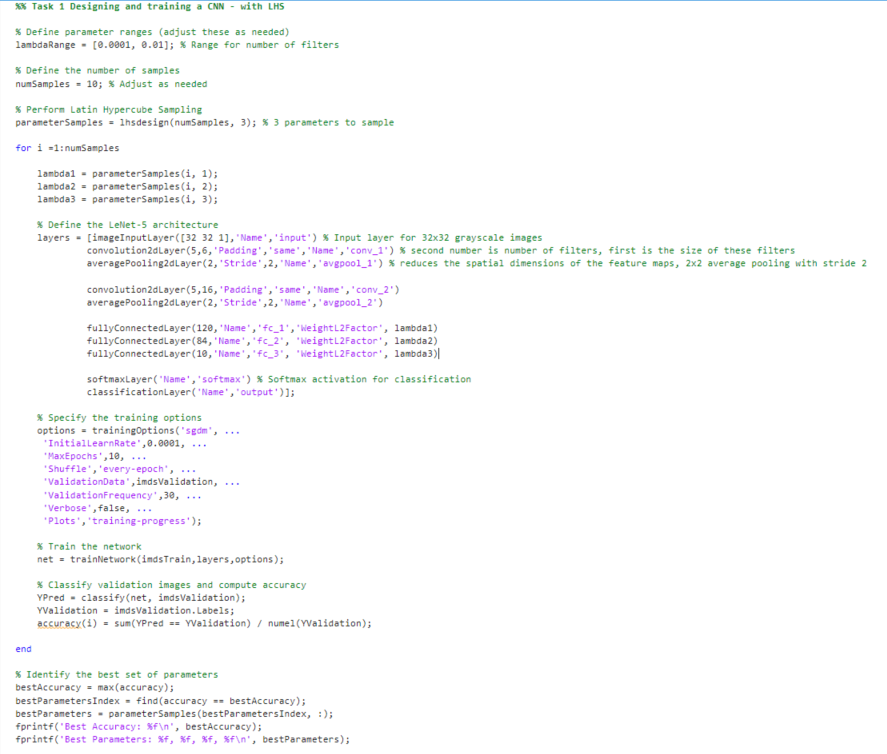 %% Task 1 Designing and training a CNN - with LHS
% Define parameter ranges (adjust these as needed)
lambdaRange = [0.0001, 0.01]; % Range for number of filters
% Define the number of samples
numSamples = 10; % Adjust as needed
% Perform Latin Hypercube Sampling
parameterSamples = lhsdesign(numSamples, 3); % 3 parameters to sample
for i =1:numSamples
lambda1 = parameterSamples(i, 1);
lambda2 = parameterSamples(i, 2);
lambda3 = parameterSamples(i, 3);
% Define the LeNet-5 architecture
layers = [imageInputLayer([32 32 1],'Name','input') % Input layer for 32x32 grayscale images
convolution2dLayer(5,6,'Padding','same','Name','conv_1') % second number is number of filters, first is the size of these filters
averagePooling2dLayer(2,'Stride',2,'Name','avgpool_1') % reduces the spatial dimensions of the feature maps, 2x2 average pooling with stride 2
convolution2dLayer(5,16,'Padding','same','Name','conv_2')
averagePooling2dLayer(2,'Stride',2,'Name','avgpool_2')
fullyConnectedLayer(120,'Name','fc_1','WeightL2Factor', lambda1)
fullyConnectedLayer(84,'Name','fc_2', 'WeightL2Factor', lambda2)
fullyConnectedLayer(10,'Name','fc_3', 'WeightL2Factor', lambda3)
softmaxLayer('Name','softmax') % Softmax activation for classification
classificationLayer('Name','output')];
% Specify the training options
options = trainingOptions('sgdm', ...
'InitialLearnRate',0.0001, ...
'MaxEpochs',10, ...
'Shuffle','every-epoch', ...
'ValidationData',imdsValidation, ...
'ValidationFrequency',30, ...
'Verbose',false, ...
'Plots','training-progress');
% Train the network
net = trainNetwork(imdsTrain,layers,options);
% Classify validation images and compute accuracy
YPred = classify(net, imdsValidation);
YValidation = imdsValidation.Labels;
accuracy(i) = sum(YPred == YValidation) / numel(YValidation);
end
% Identify the best set of parameters
bestAccuracy = max(accuracy);
bestParametersIndex = find(accuracy == bestAccuracy);
bestParameters = parameterSamples(bestParametersIndex, :);
fprintf('Best Accuracy: %f\n', bestAccuracy);
fprintf('Best Parameters: %f, %f, %f, %f\n', bestParameters);